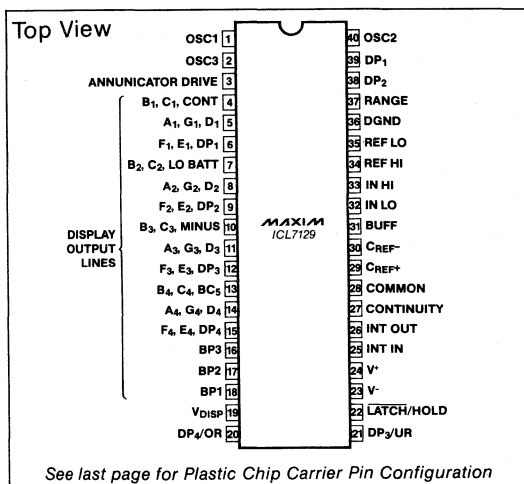 Top View
OSC1 1
OSC3 2
ANNUNICATOR DRIVE 3
B1, C1, CONT 4
A1, G1, D1 5
F1, E1, DP1 6
B2, C2, LO BATT 7
A2, G2, D2 8
F2, E2, DP2 9
B3, C3, MINUS 10
A3, G3, D3 11
F3, E3, DP3 12
B4, C4, BC5 13
A4, G4, D4 14
F4, E4, DP4 15
BP3 16
BP2 17
BP1 18
VDISP 19
DP4/OR 20
DISPLAY
OUTPUT
LINES
MAXIM
ICL7129
40 OSC2
39 DP1
38 DP2
37 RANGE
36 DGND
35 REF LO
34 REF HI
33 IN HI
32 IN LO
31 BUFF
30 CREF-
29 CREF+
28 COMMON
27 CONTINUITY
26 INT OUT
25 INT IN
24 V+
23 V-
22 LATCH/HOLD
21 DP3/UR
See last page for Plastic Chip Carrier Pin Configuration